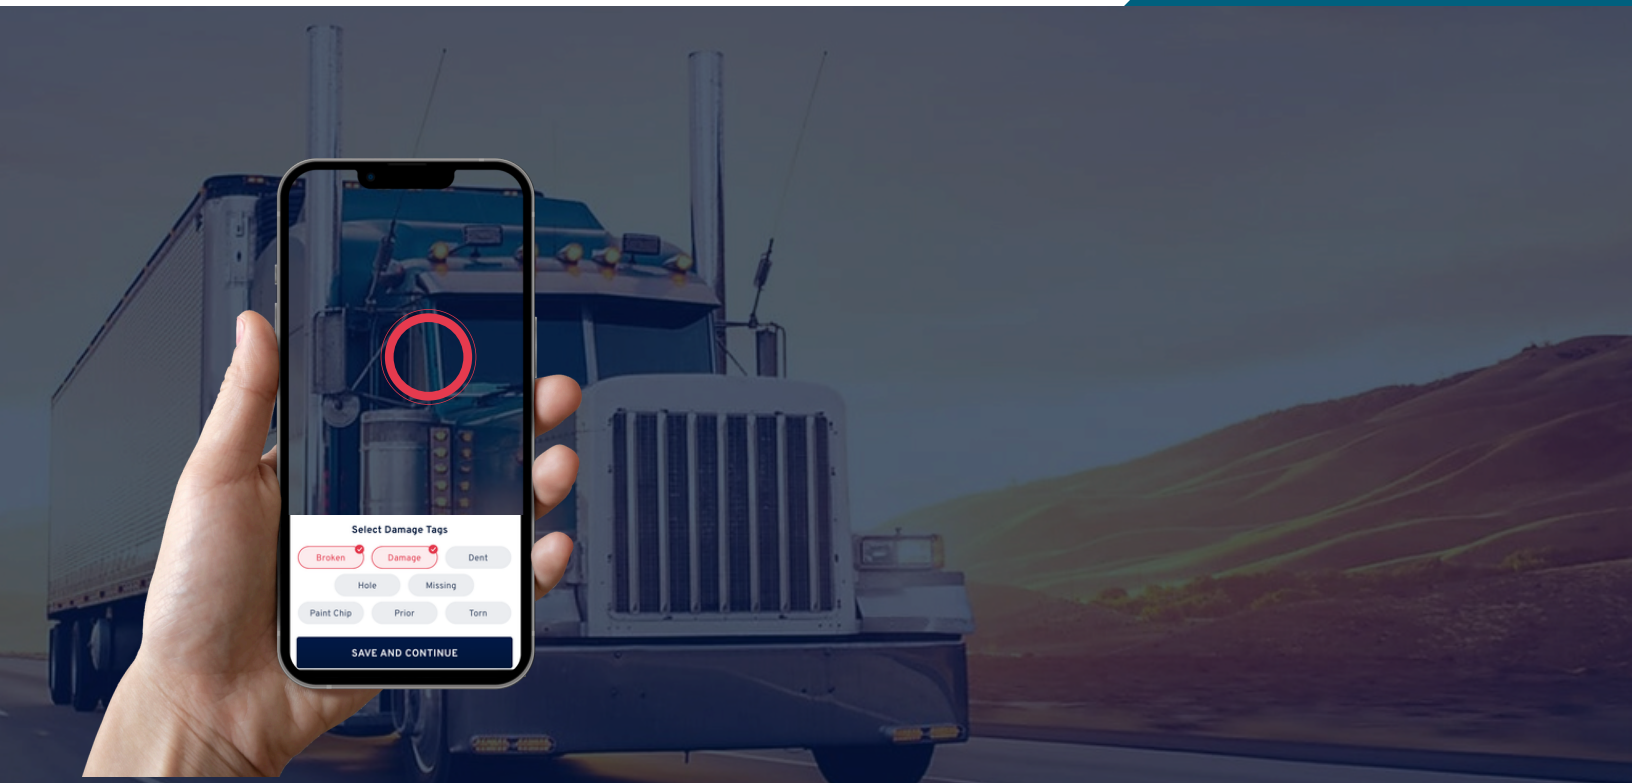 Select Damage Tags
Broken Damage Dent
Hole Missing
Paint Chip Prior Torn
SAVE AND CONTINUE